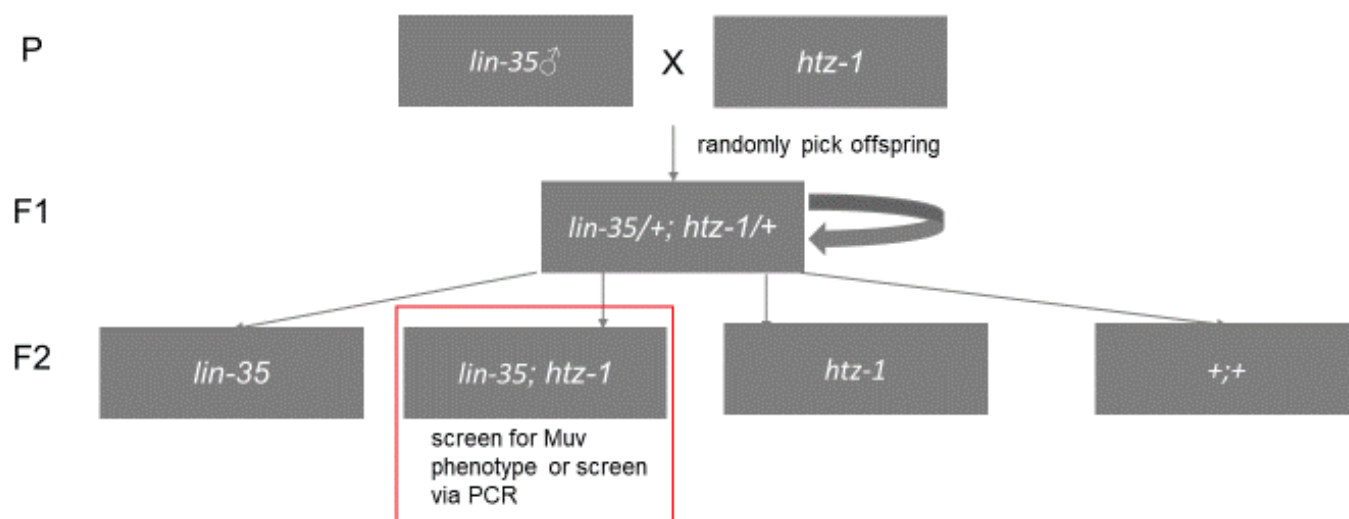 P
lin-35♂ X htz-1
randomly pick offspring
F1
lin-35/+; htz-1/+
F2
lin-35
lin-35; htz-1
htz-1
+;+
screen for Muv
phenotype or screen
via PCR